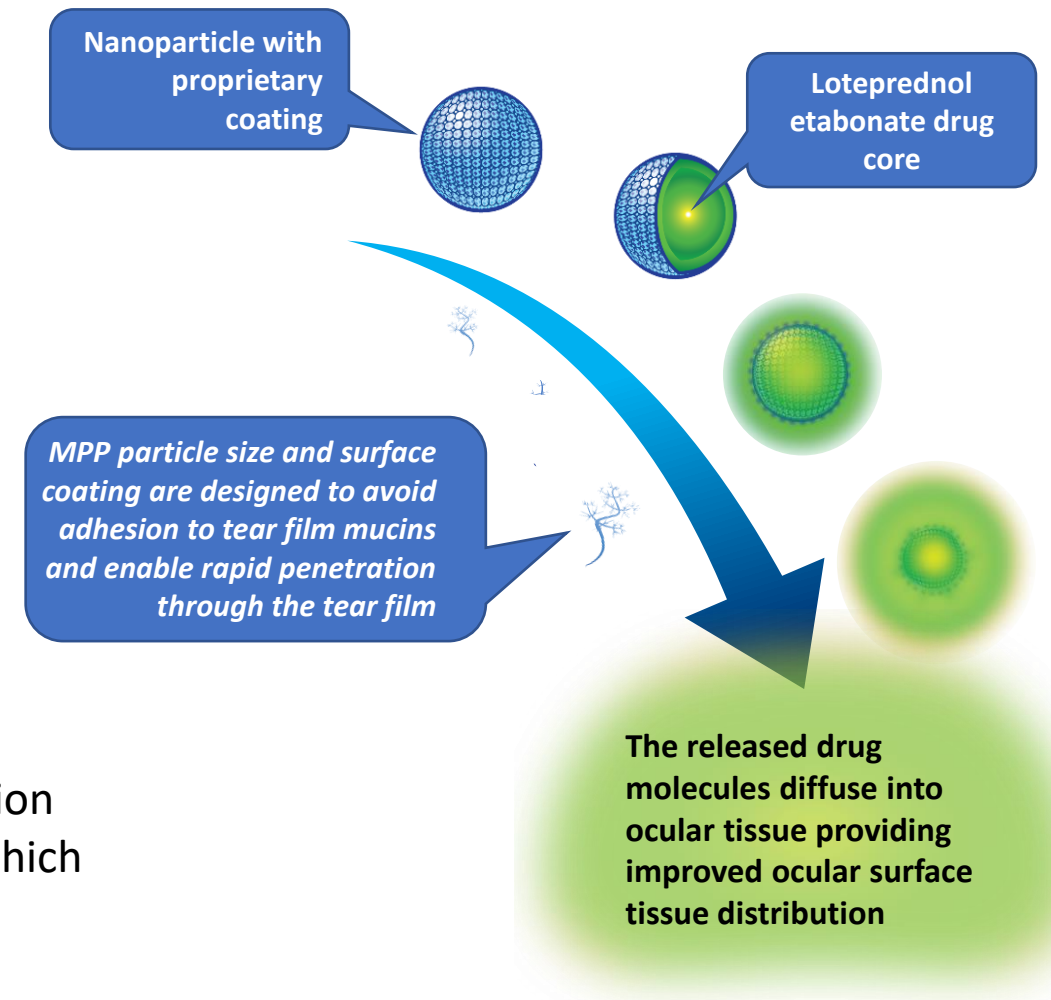 Nanoparticle with
proprietary
coating
Loteprednol
etabonate drug
core
MPP particle size and surface
coating are designed to avoid
adhesion to tear film mucins
and enable rapid penetration
through the tear film
The released drug
molecules diffuse into
ocular tissue providing
improved ocular surface
tissue distribution